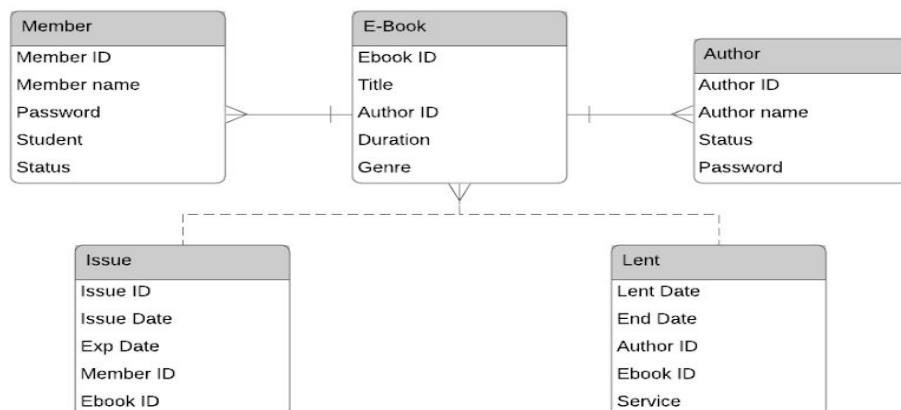 Member
Member ID
Member name
Password
Student
Status
E-Book
Ebook ID
Title
Author ID
Duration
Genre
Author
Author ID
Author name
Status
Password
Issue
Issue ID
Issue Date
Exp Date
Member ID
Ebook ID
Lent
Lent Date
End Date
Author ID
Ebook ID
Service